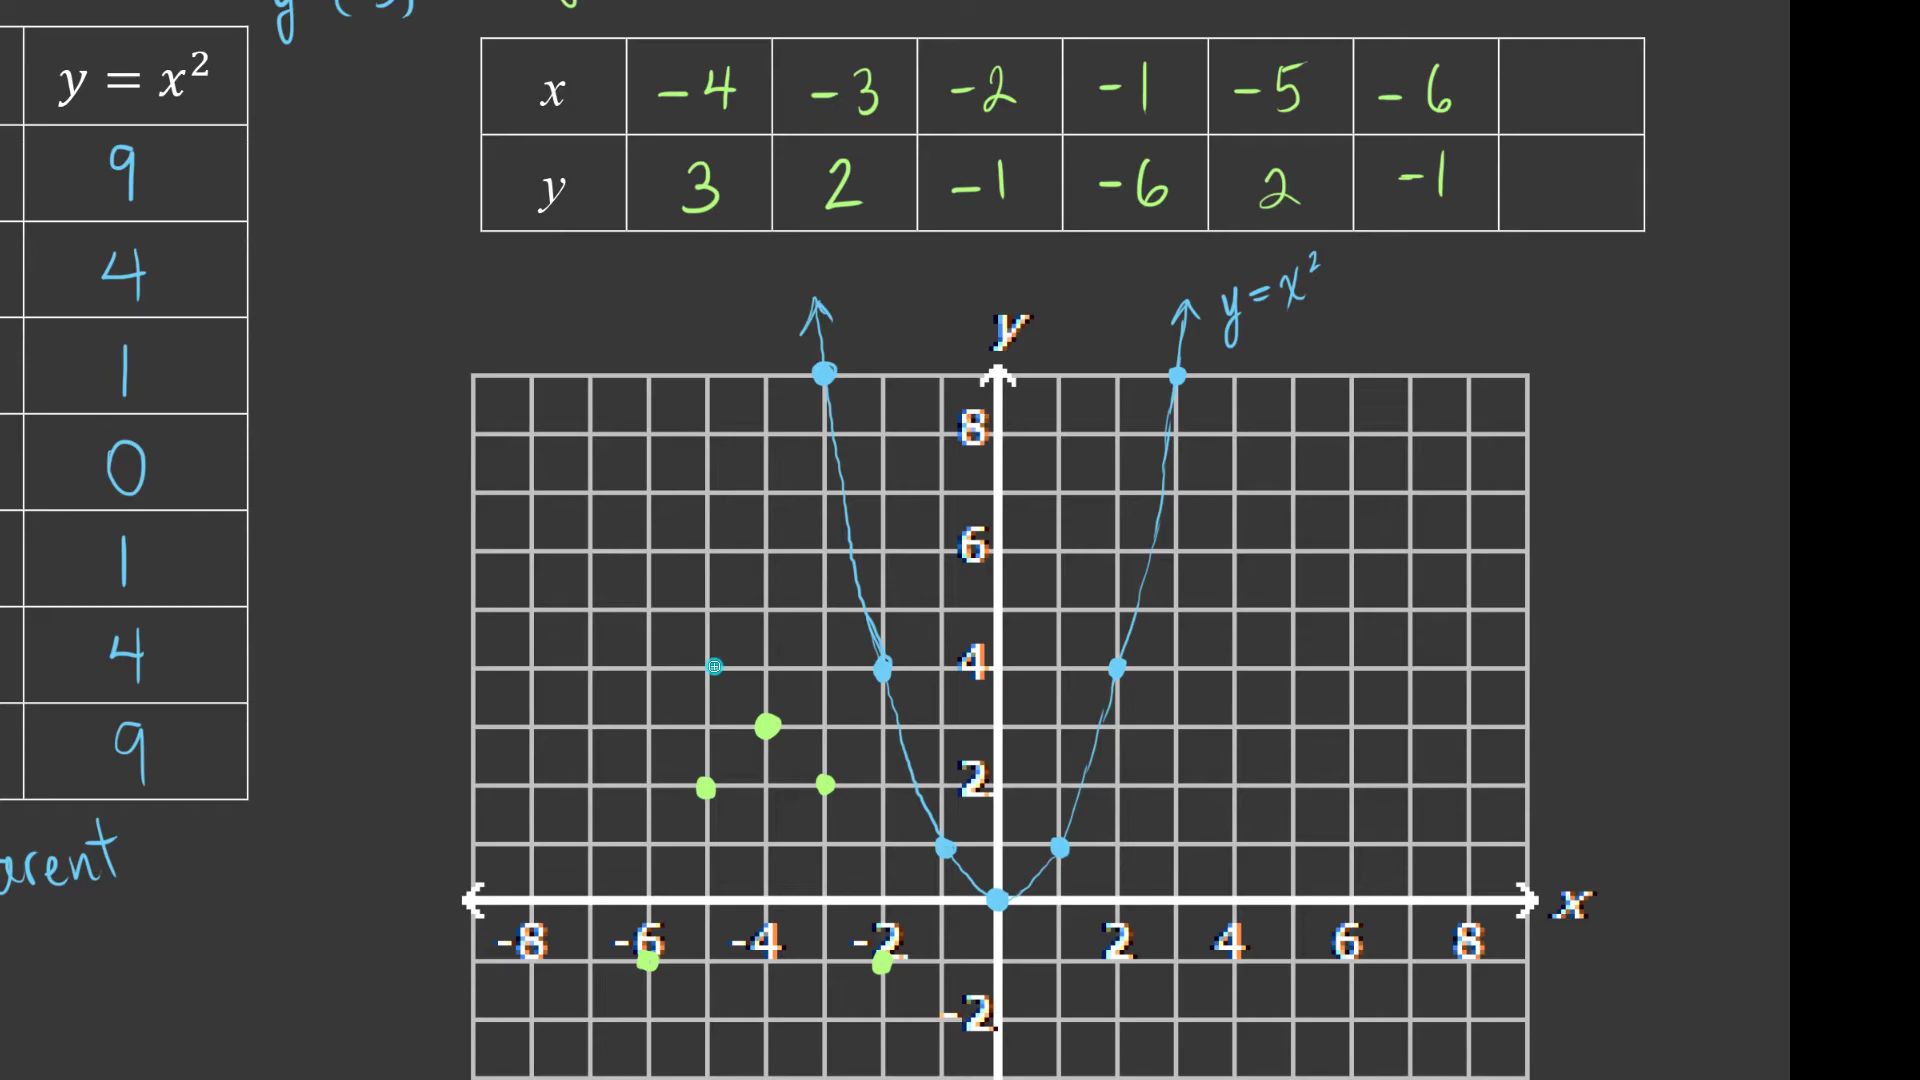 y = x²
9
4
1
0
1
4
9
x -4 -3 -2 -1 -5 -6
y 3 2 -1 -6 2 -1
y = x²
y
8
6
4
2
-8 -6 -4 -2 2 4 6 8 x
-2